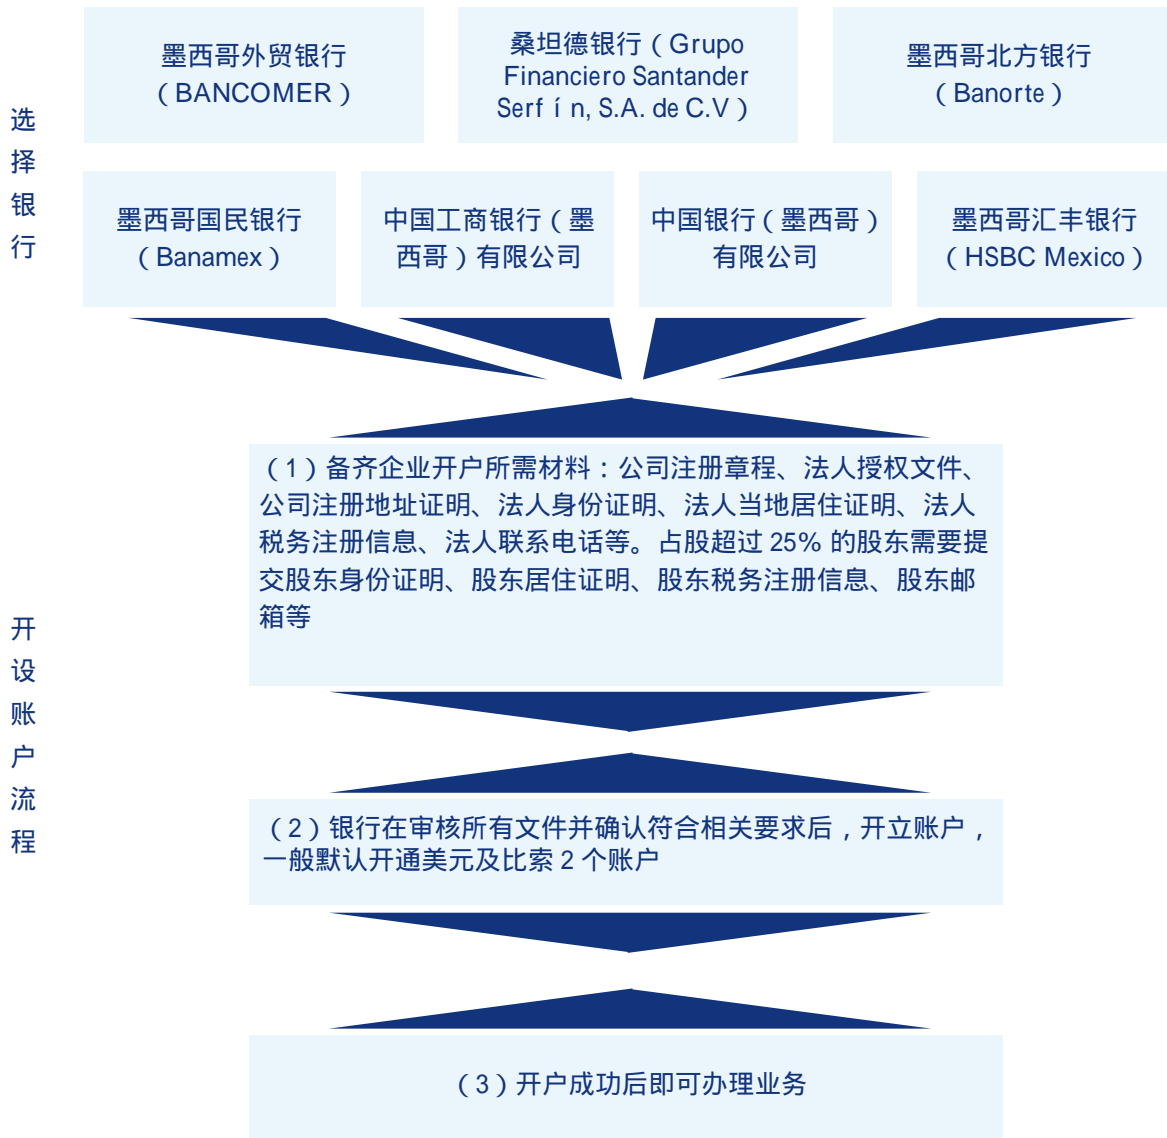 选择银行
墨西哥外贸银行
（BANCOMER）
桑坦德银行（Grupo
Financiero Santander
Serfín, S.A. de C.V）
墨西哥北方银行
（Banorte）
墨西哥国民银行
（Banamex）
中国工商银行（墨
西哥）有限公司
中国银行（墨西哥）
有限公司
墨西哥汇丰银行
（HSBC Mexico）
开设账户流程
（1）备齐企业开户所需材料：公司注册章程、法人授权文件、
公司注册地址证明、法人身份证明、法人当地居住证明、法人
税务注册信息、法人联系电话等。占股超过 25% 的股东需要提
交股东身份证明、股东居住证明、股东税务注册信息、股东邮
箱等
（2）银行在审核所有文件并确认符合相关要求后，开立账户，
一般默认开通美元及比索 2 个账户
（3）开户成功后即可办理业务